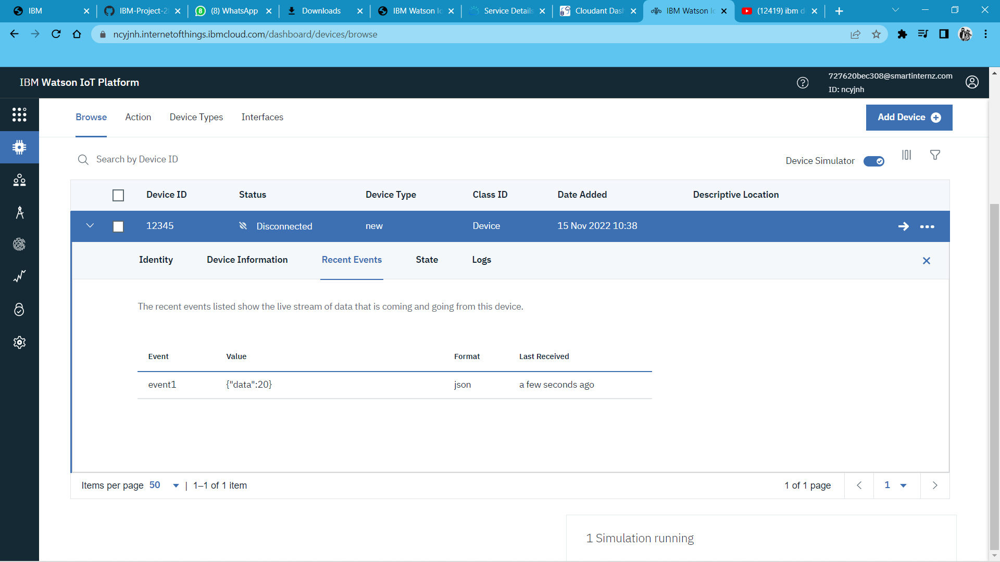 IBM
IBM-Project-2
(8) WhatsApp
Downloads
IBM Watson Io
Service Details
Cloudant Dash
IBM Watson Io
(12419) ibm d
ncyjnh.internetofthings.ibmcloud.com/dashboard/devices/browse
IBM Watson IoT Platform
727620bec308@smartinternz.com
ID: ncyjnh
Browse Action Device Types Interfaces
Add Device
Search by Device ID
Device Simulator
Device ID Status Device Type Class ID Date Added Descriptive Location
12345 Disconnected new Device 15 Nov 2022 10:38
Identity Device Information Recent Events State Logs
The recent events listed show the live stream of data that is coming and going from this device.
Event Value Format Last Received
event1 {"data":20} json a few seconds ago
Items per page 50 | 1–1 of 1 item
1 of 1 page 1
1 Simulation running